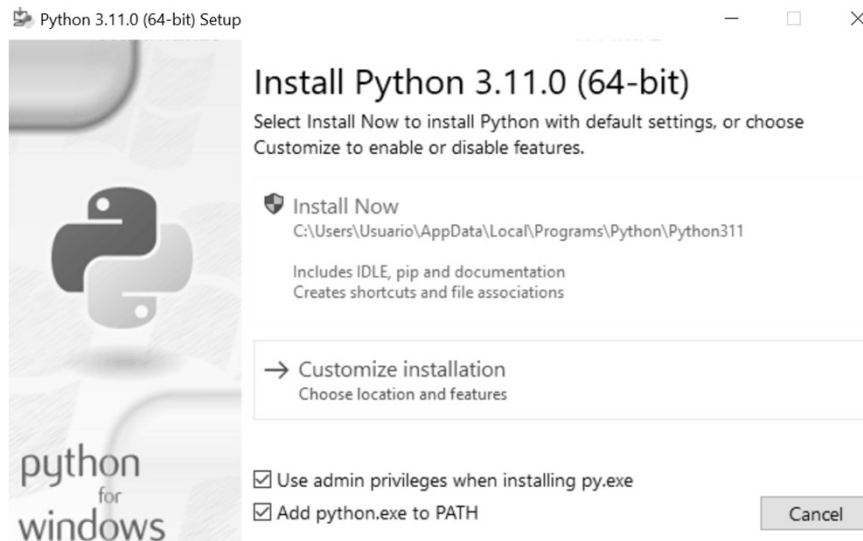 Python 3.11.0 (64-bit) Setup
Install Python 3.11.0 (64-bit)
Select Install Now to install Python with default settings, or choose
Customize to enable or disable features.
Install Now
C:\Users\Usuario\AppData\Local\Programs\Python\Python311
Includes IDLE, pip and documentation
Creates shortcuts and file associations
Customize installation
Choose location and features
Use admin privileges when installing py.exe
Add python.exe to PATH
Cancel
python
for
windows